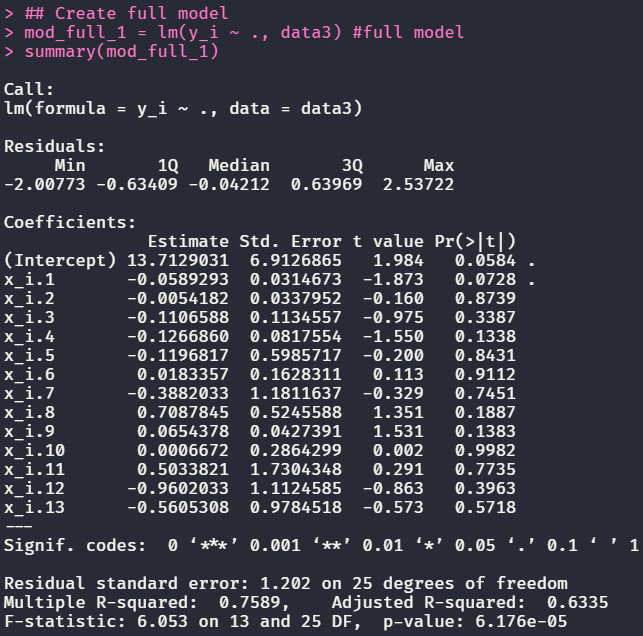 > ## Create full model
> mod_full_1 = lm(y_i ~ ., data3) #full model
> summary(mod_full_1)

Call:
lm(formula = y_i ~ ., data = data3)

Residuals:
     Min       1Q   Median       3Q      Max
-2.00773 -0.63409 -0.04212  0.63969  2.53722

Coefficients:
              Estimate Std. Error t value Pr(>|t|)
(Intercept) 13.7129031  6.9126865   1.984   0.0584 .
x_i.1       -0.0589293  0.0314673  -1.873   0.0728 .
x_i.2       -0.0054182  0.0337952  -0.160   0.8739
x_i.3       -0.1106588  0.1134557  -0.975   0.3387
x_i.4       -0.1266860  0.0817554  -1.550   0.1338
x_i.5       -0.1196817  0.5985717  -0.200   0.8431
x_i.6        0.0183357  0.1628311   0.113   0.9112
x_i.7       -0.3882033  1.1811637  -0.329   0.7451
x_i.8        0.7087845  0.5245588   1.351   0.1887
x_i.9        0.0654378  0.0427391   1.531   0.1383
x_i.10       0.0006672  0.2864299   0.002   0.9982
x_i.11       0.5033821  1.7304348   0.291   0.7735
x_i.12      -0.9602033  1.1124585  -0.863   0.3963
x_i.13      -0.5605308  0.9784518  -0.573   0.5718
---
Signif. codes:  0 ‘***’ 0.001 ‘**’ 0.01 ‘*’ 0.05 ‘.’ 0.1 ‘ ’ 1

Residual standard error: 1.202 on 25 degrees of freedom
Multiple R-squared:  0.7589,    Adjusted R-squared:  0.6335
F-statistic: 6.053 on 13 and 25 DF,  p-value: 6.176e-05